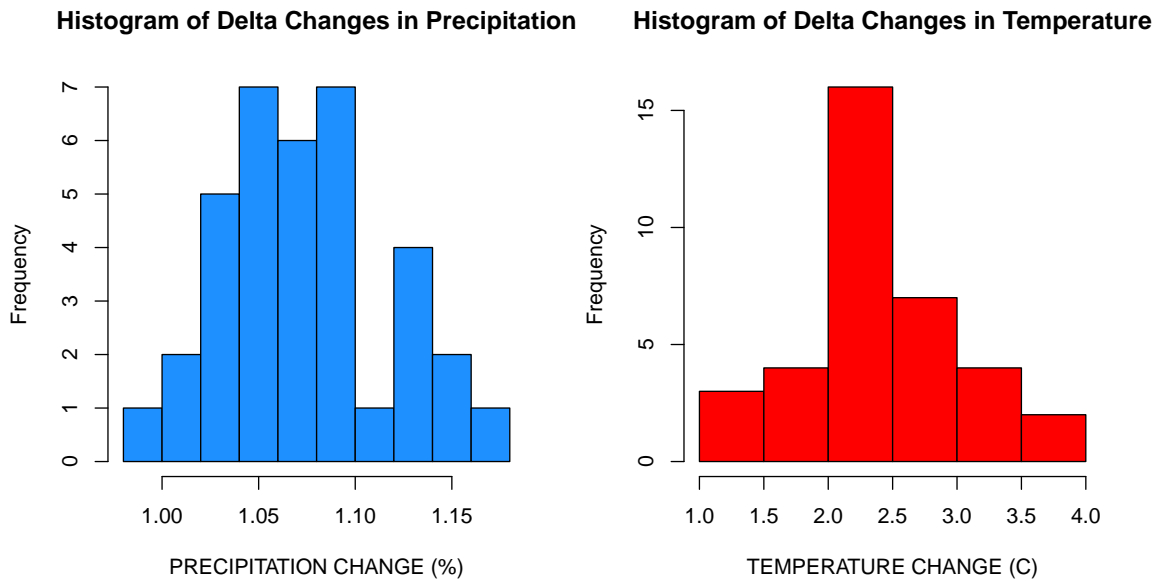 Histogram of Delta Changes in Precipitation
Frequency
0 1 2 3 4 5 6 7
1.00 1.05 1.10 1.15
PRECIPITATION CHANGE (%)
Histogram of Delta Changes in Temperature
Frequency
0 5 10 15
1.0 1.5 2.0 2.5 3.0 3.5 4.0
TEMPERATURE CHANGE (C)